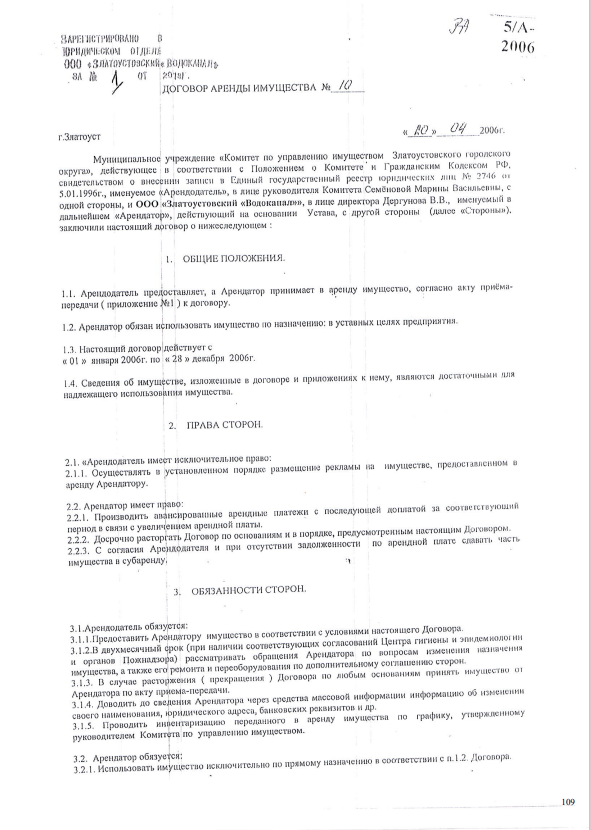 ЗАРЕГИСТРИРОВАНО В
ЮРИДИЧЕСКОМ ОТДЕЛЕ
ООО «ЗЛАТОУСТОВСКИЙ ВОДОКАНАЛ»
ЗА № 1 ОТ 2010г.
5/А-
2006
ДОГОВОР АРЕНДЫ ИМУЩЕСТВА № 10
г.Златоуст
« 20 » 04 2006г.
Муниципальное учреждение «Комитет по управлению имуществом Златоустовского городского
округа», действующее в соответствии с Положением о Комитете и Гражданским Кодексом РФ,
свидетельством о внесении записи в Единый государственный реестр юридических лиц № 2746 от
5.01.1996г., именуемое «Арендодатель», в лице руководителя Комитета Семёновой Марины Васильевны, с
одной стороны, и ООО «Златоустовский «Водоканал»», в лице директора Дергунова В.В., именуемый в
дальнейшем «Арендатор», действующий на основании Устава, с другой стороны (далее «Стороны»),
заключили настоящий договор о нижеследующем :
1. ОБЩИЕ ПОЛОЖЕНИЯ.
1.1. Арендодатель предоставляет, а Арендатор принимает в аренду имущество, согласно акту приёма-
передачи ( приложение №1 ) к договору.
1.2. Арендатор обязан использовать имущество по назначению: в уставных целях предприятия.
1.3. Настоящий договор действует с
« 01 » января 2006г. по « 28 » декабря 2006г.
1.4. Сведения об имуществе, изложенные в договоре и приложениях к нему, являются достаточными для
надлежащего использования имущества.
2. ПРАВА СТОРОН.
2.1. «Арендодатель имеет исключительное право:
2.1.1. Осуществлять в установленном порядке размещение рекламы на имуществе, предоставленном в
аренду Арендатору.
2.2. Арендатор имеет право:
2.2.1. Производить авансированные арендные платежи с последующей доплатой за соответствующий
период в связи с увеличением арендной платы.
2.2.2. Досрочно расторгать Договор по основаниям и в порядке, предусмотренным настоящим Договором.
2.2.3. С согласия Арендодателя и при отсутствии задолженности по арендной плате сдавать часть
имущества в субаренду.
3. ОБЯЗАННОСТИ СТОРОН.
3.1.Арендодатель обязуется:
3.1.1.Предоставить Арендатору имущество в соответствии с условиями настоящего Договора.
3.1.2.В двухмесячный срок (при наличии соответствующих согласований Центра гигиены и эпидемиологии
и органов Пожнадзора) рассматривать обращения Арендатора по вопросам изменения назначения
имущества, а также его ремонта и переоборудования по дополнительному соглашению сторон.
3.1.3. В случае расторжения ( прекращения ) Договора по любым основаниям принять имущество от
Арендатора по акту приема-передачи.
3.1.4. Доводить до сведения Арендатора через средства массовой информации информацию об изменении
своего наименования, юридического адреса, банковских реквизитов и др.
3.1.5. Проводить инвентаризацию переданного в аренду имущества по графику, утвержденному
руководителем Комитета по управлению имуществом.
3.2. Арендатор обязуется:
3.2.1. Использовать имущество исключительно по прямому назначению в соответствии с п.1.2. Договора.
109